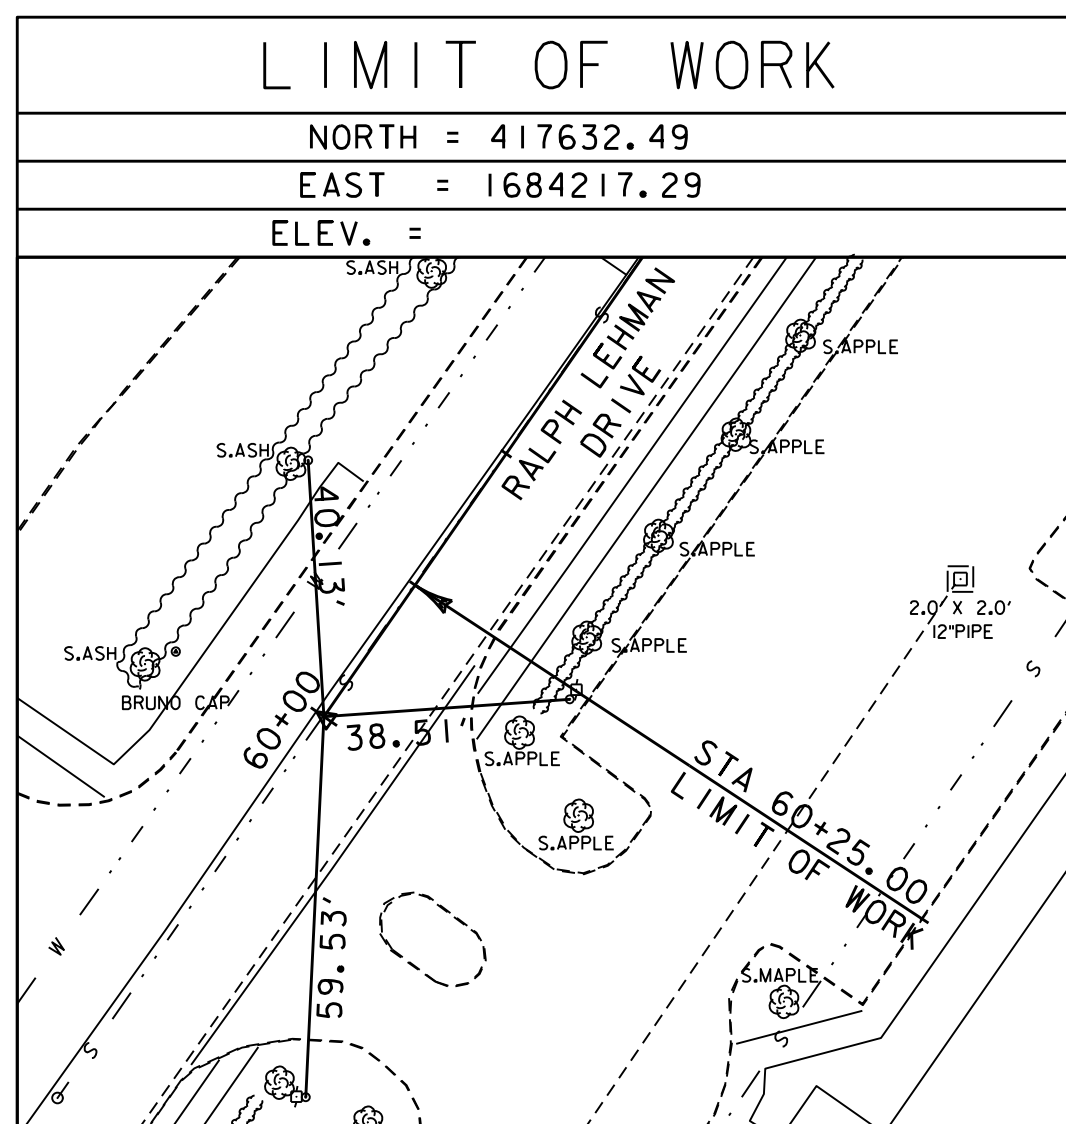 LIMIT OF WORK
NORTH = 417632.49
EAST = 1684217.29
ELEV. =
S.ASH
S
RALPH LEHMAN
DRIVE
S.APPLE
S.APPLE
S.ASH
40.13'
S.APPLE
2.0' X 2.0'
12"PIPE
S.APPLE
S.ASH
S
BRUNO CAP
S
60+00
38.51'
S.APPLE
STA 60+25.00
LIMIT OF WORK
S.APPLE
W
59.53'
S.MAPLE
S
S